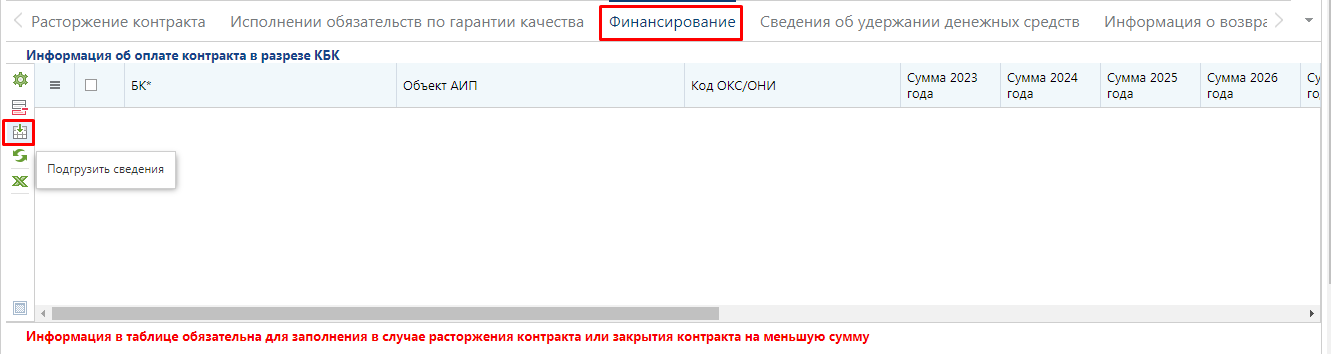 Расторжение контракта Исполнении обязательств по гарантии качества Финансирование Сведения об удержании денежных средств Информация о возвра
Информация об оплате контракта в разрезе КБК
БК* Объект АИП Код ОКС/ОНИ Сумма 2023 Сумма 2024 Сумма 2025 Сумма 2026 Су
года года года года го
Подгрузить сведения
Информация в таблице обязательна для заполнения в случае расторжения контракта или закрытия контракта на меньшую сумму